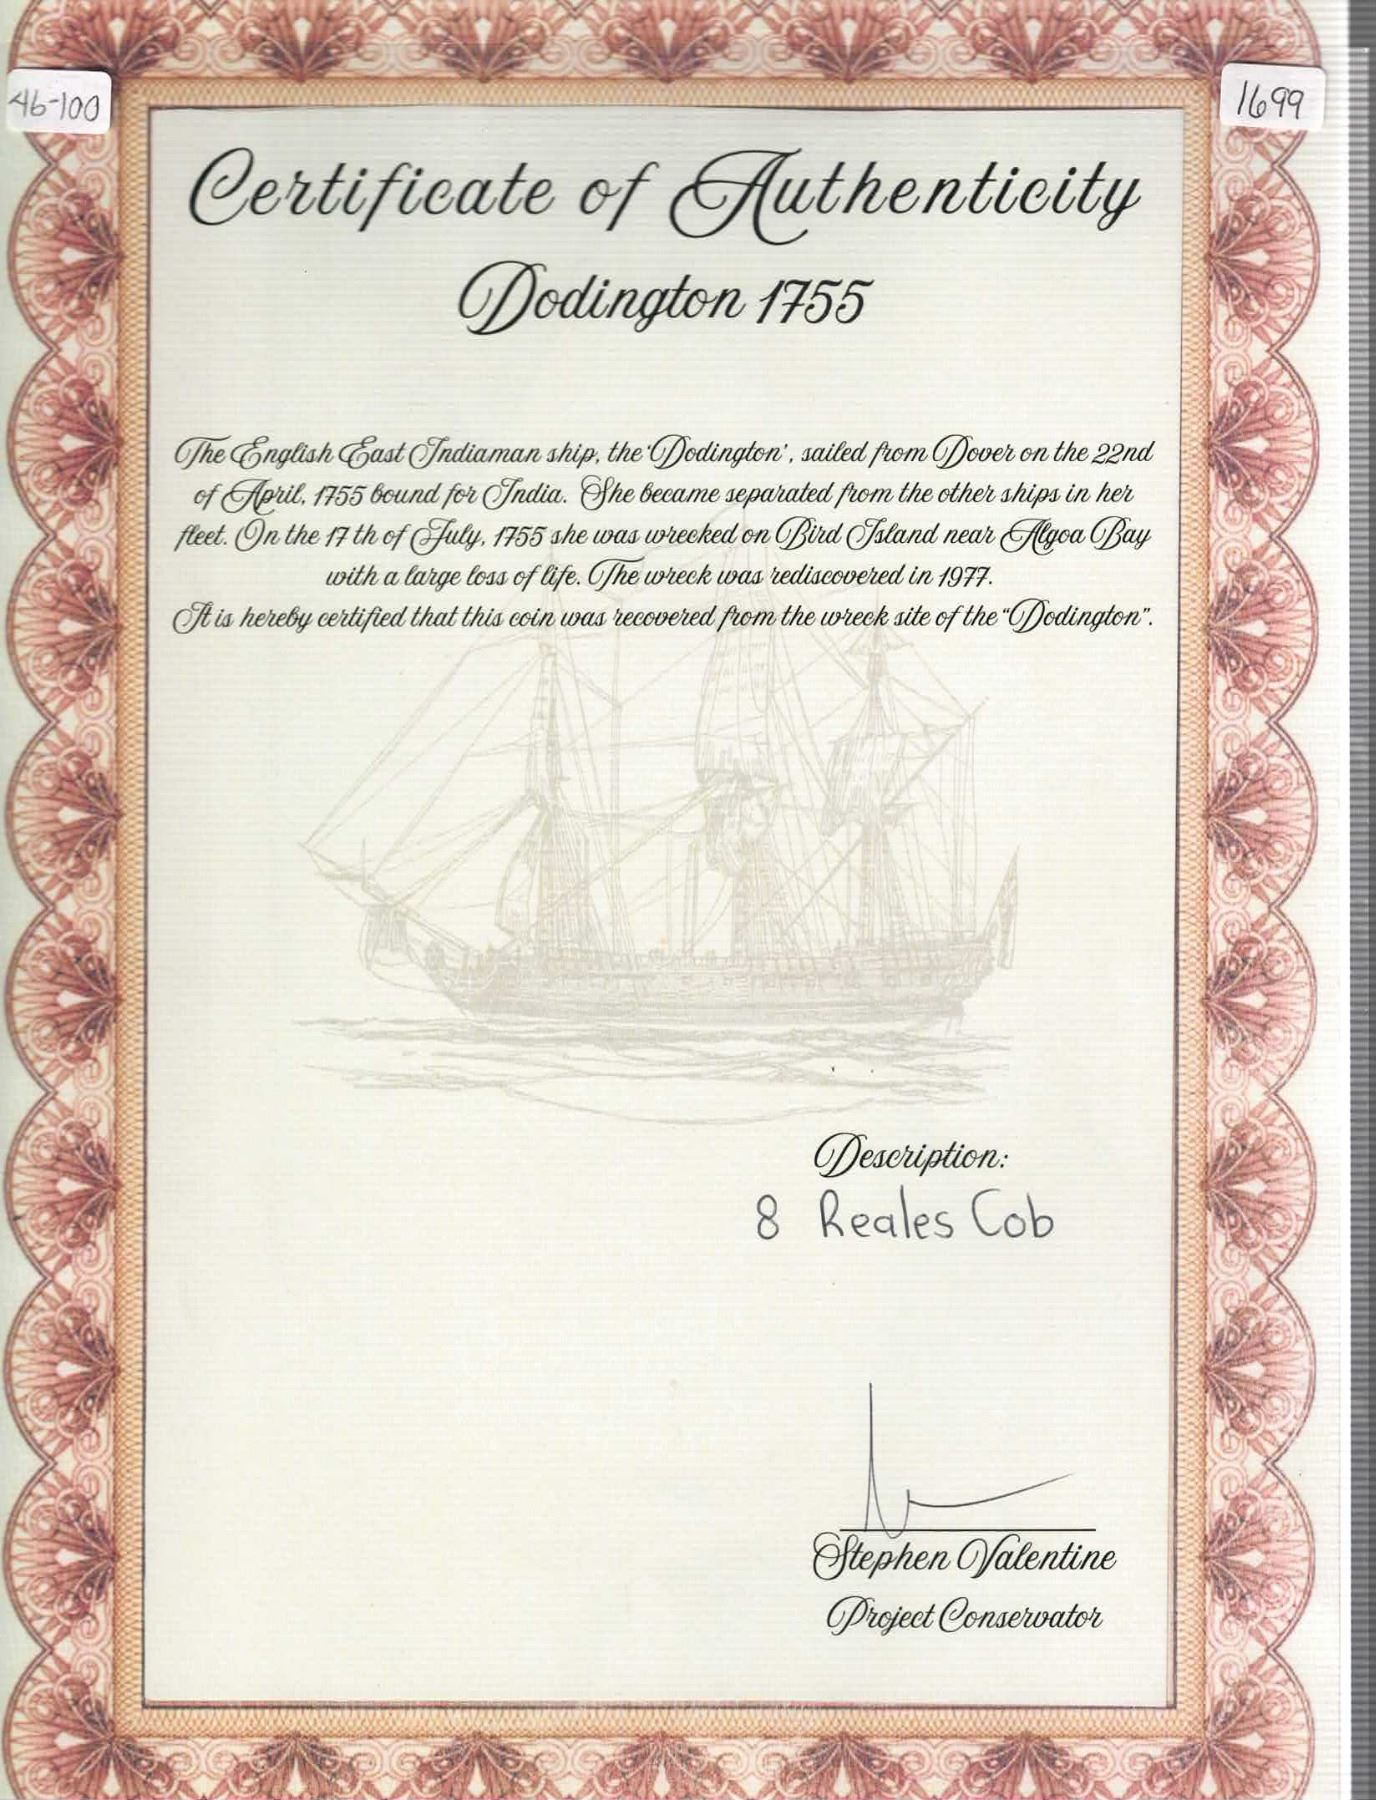 46-100
1699
Certificate of Authenticity
Dodington 1755
The English East Indiaman ship, the 'Dodington', sailed from Dover on the 22nd
of April, 1755 bound for India. She became separated from the other ships in her
fleet. On the 17 th of July, 1755 she was wrecked on Bird Island near Algoa Bay
with a large loss of life. The wreck was rediscovered in 1977.
It is hereby certified that this coin was recovered from the wreck site of the "Dodington".
Description:
8 Reales Cob
Stephen Valentine
Project Conservator